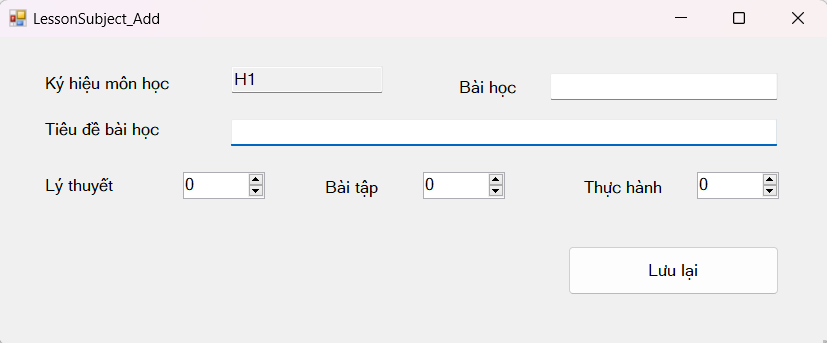 LessonSubject_Add
Ký hiệu môn học H1 Bài học
Tiêu đề bài học
Lý thuyết 0 Bài tập 0 Thực hành 0
Lưu lại